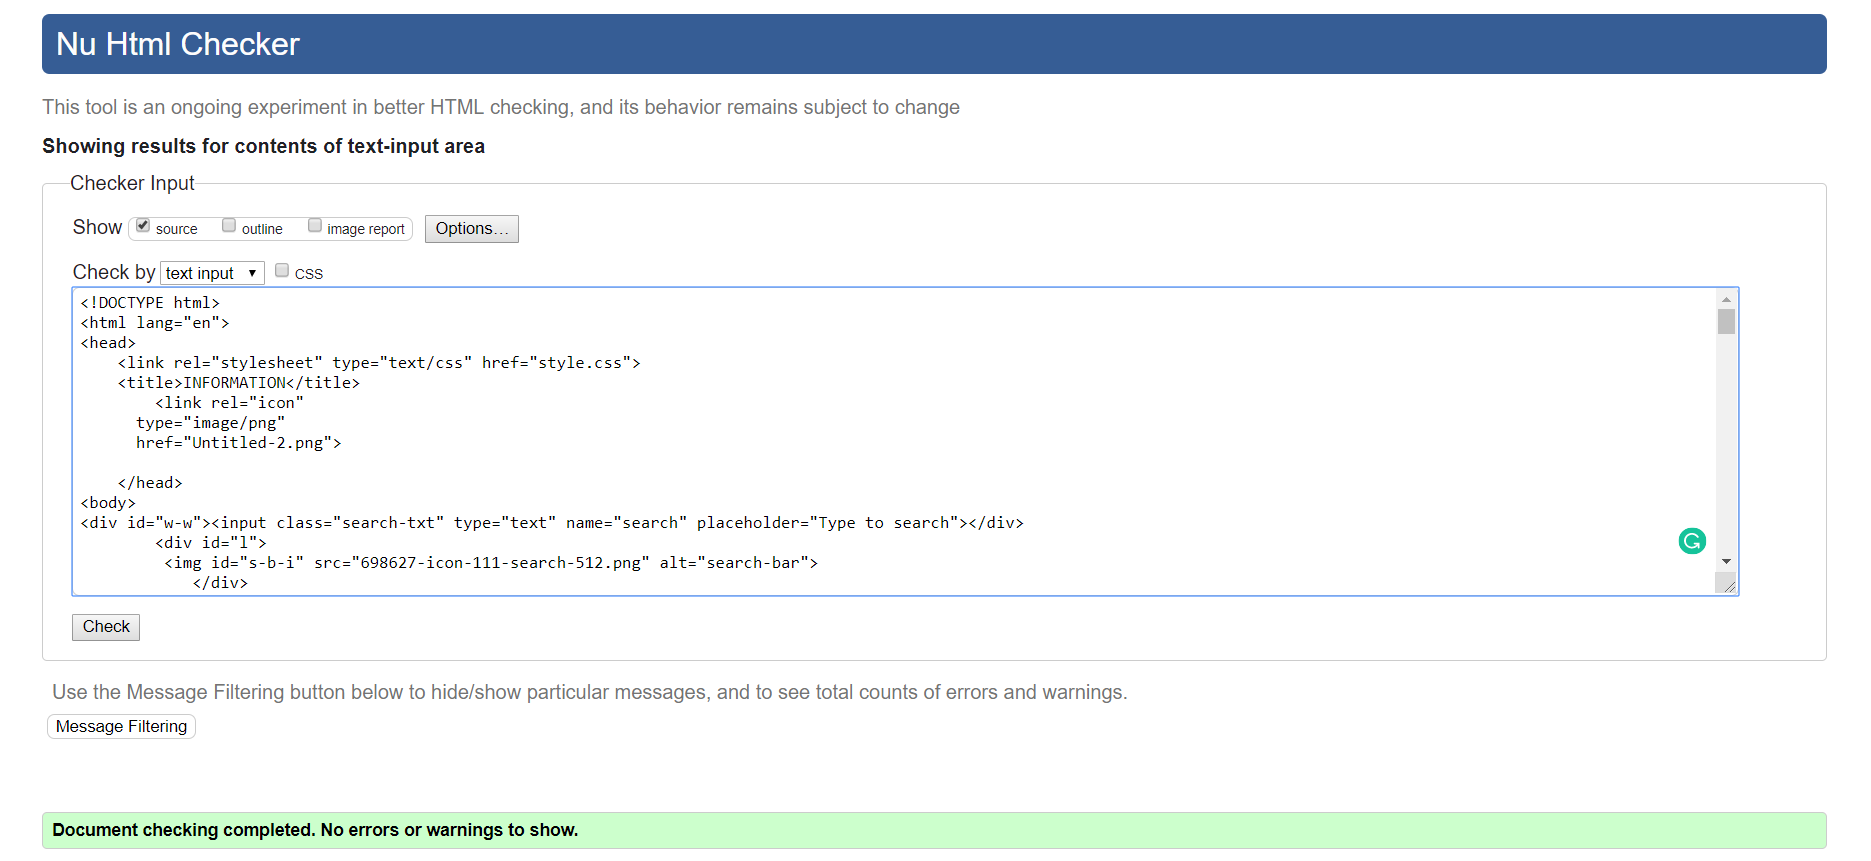 Nu Html Checker
This tool is an ongoing experiment in better HTML checking, and its behavior remains subject to change
Showing results for contents of text-input area
Checker Input
Show source outline image report Options...
Check by text input CSS
<!DOCTYPE html>
<html lang="en">
<head>
    <link rel="stylesheet" type="text/css" href="style.css">
    <title>INFORMATION</title>
        <link rel="icon"
      type="image/png"
      href="Untitled-2.png">
    </head>
<body>
<div id="w-w"><input class="search-txt" type="text" name="search" placeholder="Type to search"></div>
        <div id="l">
         <img id="s-b-i" src="698627-icon-111-search-512.png" alt="search-bar">
            </div>
Check
Use the Message Filtering button below to hide/show particular messages, and to see total counts of errors and warnings.
Message Filtering
Document checking completed. No errors or warnings to show.